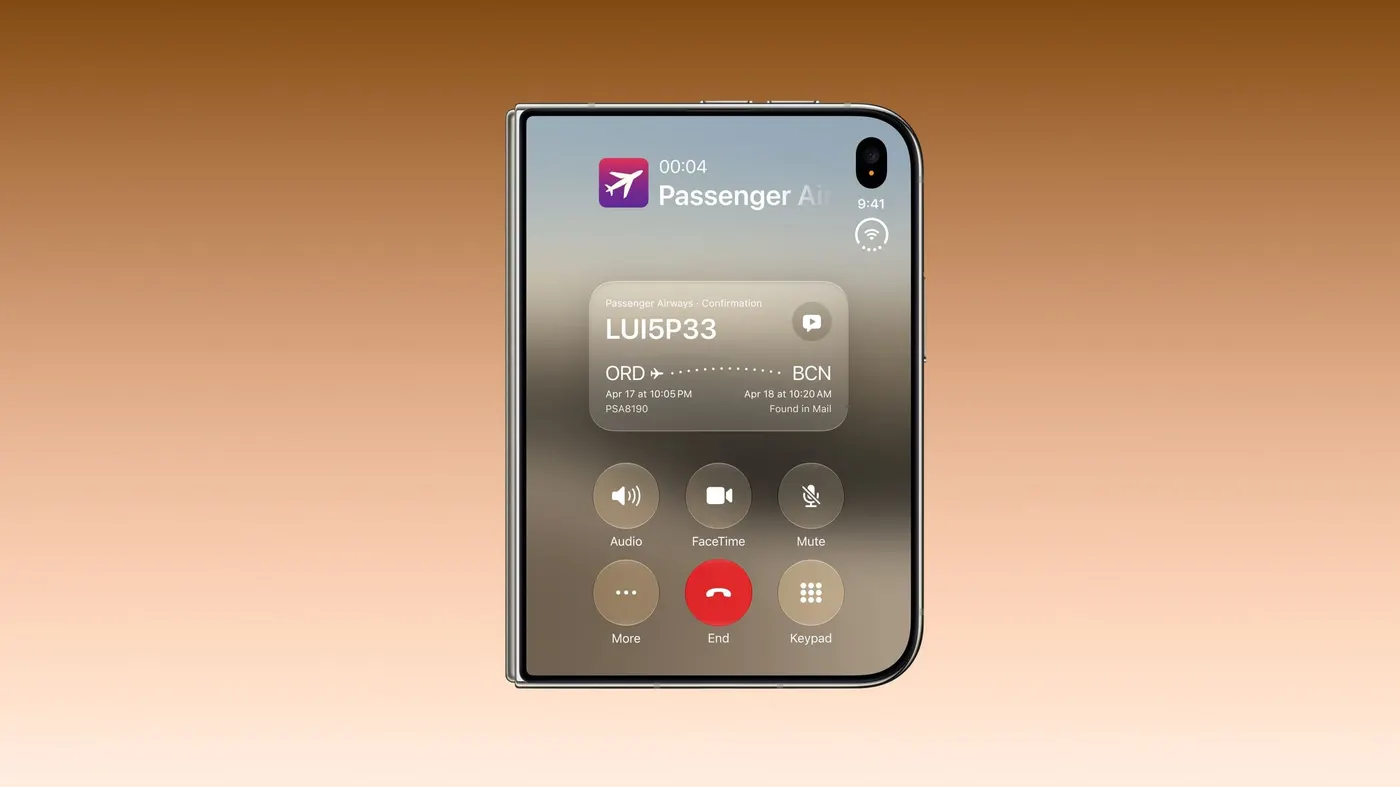 00:04
Passenger Air
9:41
Passenger Airways · Confirmation
LUI5P33
ORD BCN
Apr 17 at 10:05 PM Apr 18 at 10:20 AM
PSA8190 Found in Mail
Audio FaceTime Mute
More End Keypad